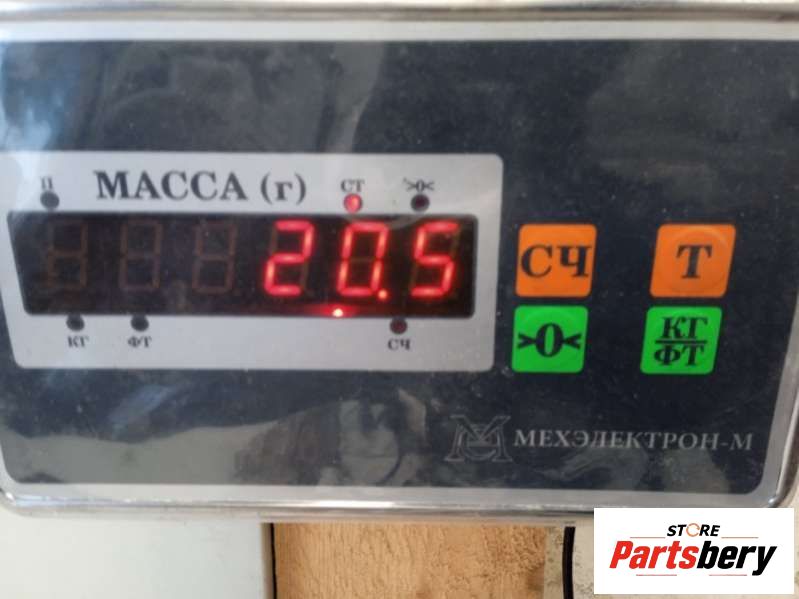 П МАССА (г) СТ >0<
20.5
КГ ФТ СЧ
СЧ Т
>0< КГ/ФТ
МЕХЭЛЕКТРОН-М
STORE
Partsbery